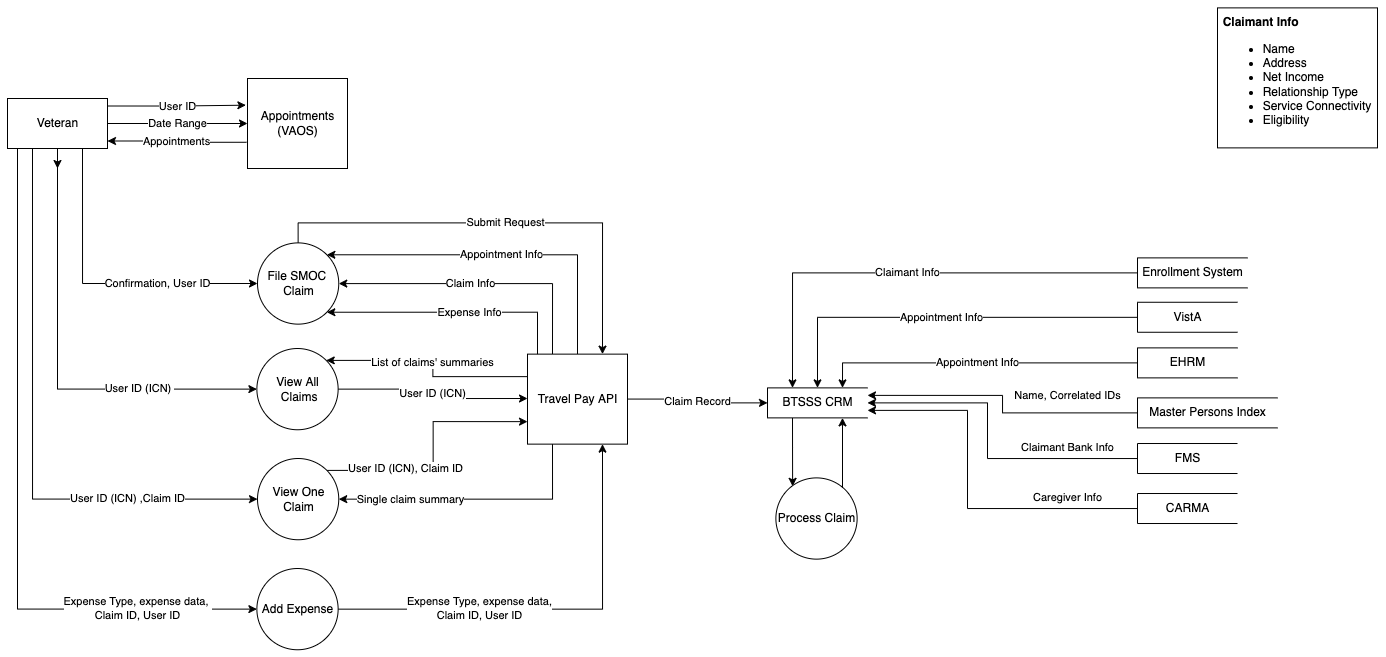 Claimant Info
• Name
• Address
• Net Income
• Relationship Type
• Service Connectivity
• Eligibility
Veteran
User ID
Date Range
Appointments
Appointments
(VAOS)
Submit Request
Appointment Info
File SMOC
Claim
Confirmation, User ID
Claim Info
Expense Info
List of claims' summaries
View All
Claims
User ID (ICN)
User ID (ICN)
Travel Pay API
Claim Record
BTSSS CRM
User ID (ICN), Claim ID
View One
Claim
User ID (ICN) ,Claim ID
Single claim summary
Expense Type, expense data,
Claim ID, User ID
Add Expense
Expense Type, expense data,
Claim ID, User ID
Claimant Info
Enrollment System
Appointment Info
VistA
Appointment Info
EHRM
Name, Correlated IDs
Master Persons Index
Claimant Bank Info
FMS
Caregiver Info
CARMA
Process Claim